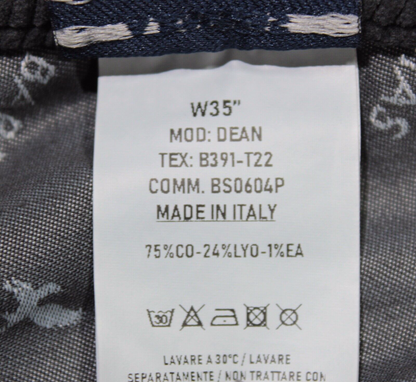 W35"
MOD: DEAN
TEX: B391-T22
COMM. BS0604P
MADE IN ITALY
75%CO-24%LYO-1%EA
30
LAVARE A 30°C / LAVARE
SEPARATAMENTE / NON TRATTARE CON